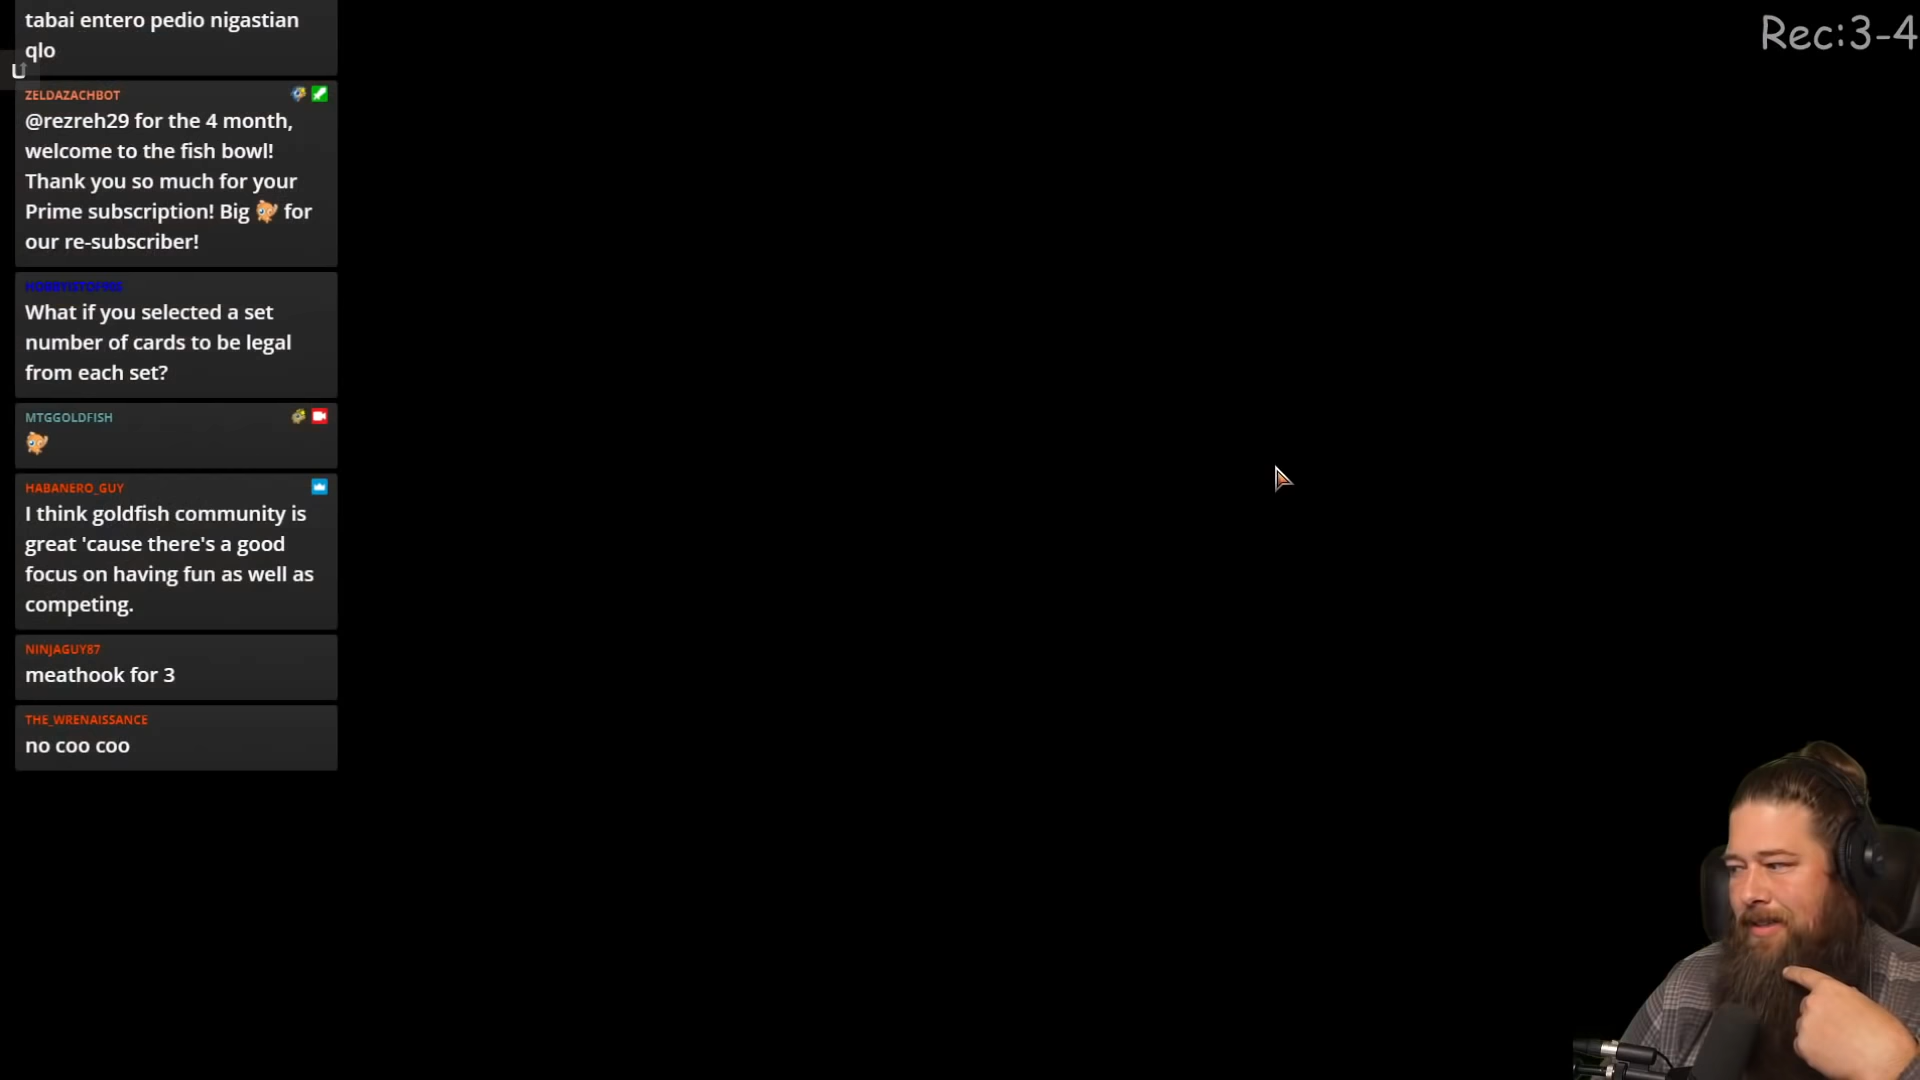 tabai entero pedio nigastian
qlo
Rec:3-4
ZELDAZACHBOT
@rezreh29 for the 4 month,
welcome to the fish bowl!
Thank you so much for your
Prime subscription! Big for
our re-subscriber!
What if you selected a set
number of cards to be legal
from each set?
MTGGOLDFISH
HABANERO_GUY
I think goldfish community is
great 'cause there's a good
focus on having fun as well as
competing.
NINJAGUY87
meathook for 3
THE_WRENAISSANCE
no coo coo